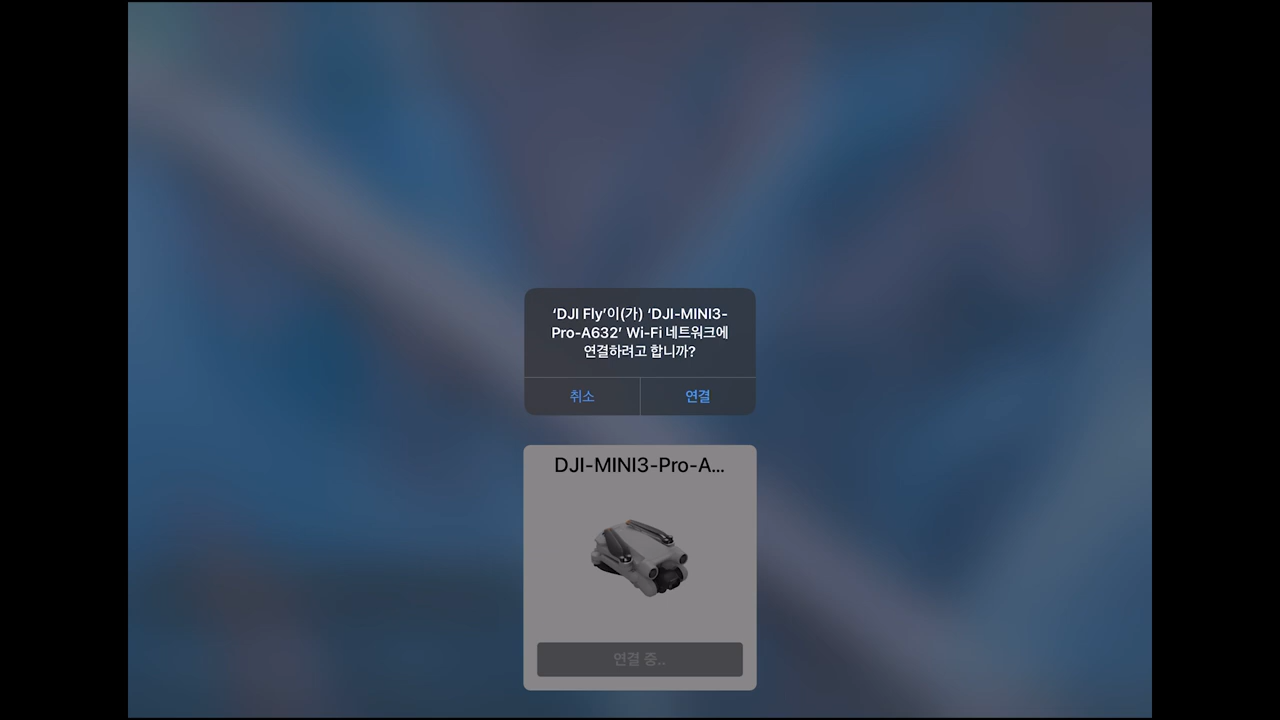 ‘DJI Fly’이(가) ‘DJI-MINI3-
Pro-A632’ Wi-Fi 네트워크에
연결하려고 합니까?
취소
연결
DJI-MINI3-Pro-A...
연결 중..